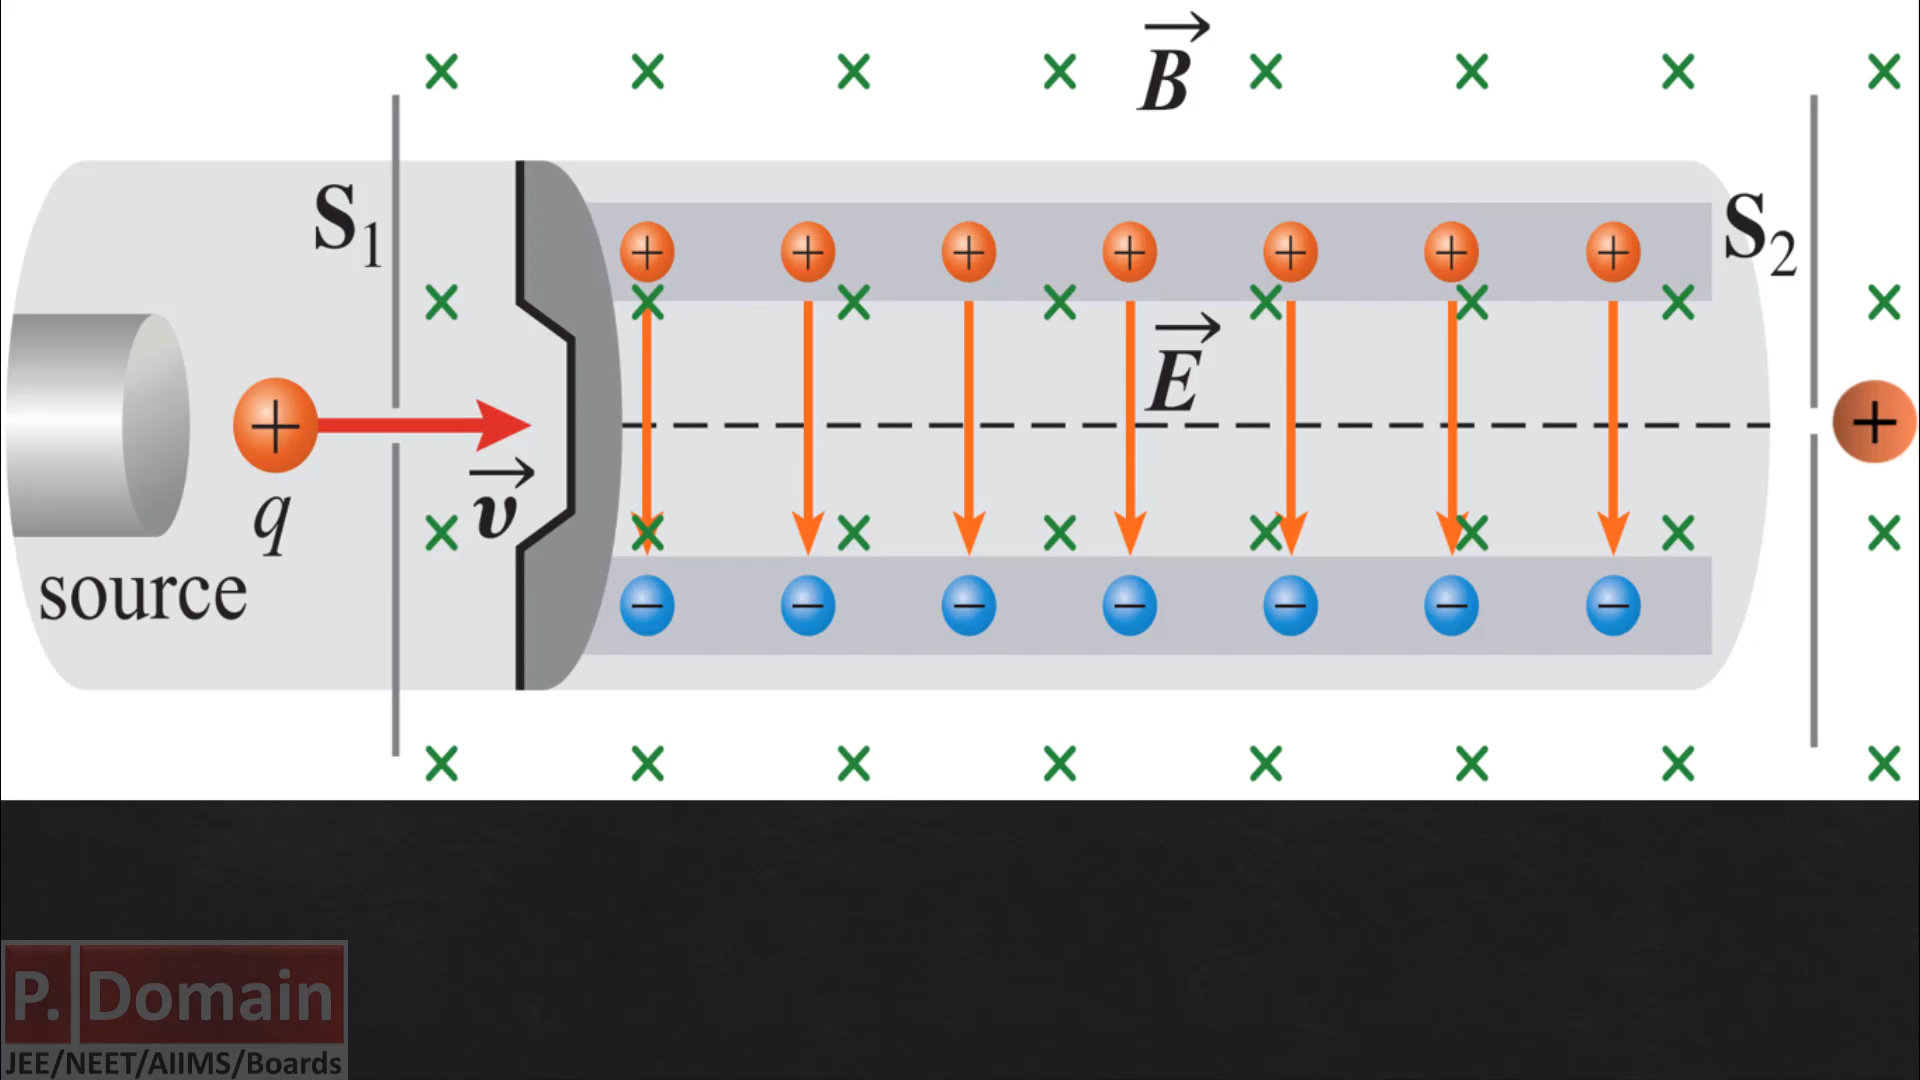 B
S₁
S₂
E
+
q
v
source
+ + + + + + +
− − − − − − −
+
P. Domain
JEE/NEET/AIIMS/Boards